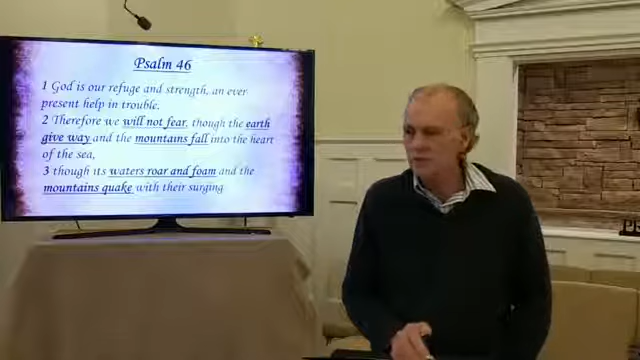 Psalm 46
1 God is our refuge and strength, an ever
present help in trouble.
2 Therefore we will not fear, though the earth
give way and the mountains fall into the heart
of the sea,
3 though its waters roar and foam and the
mountains quake with their surging